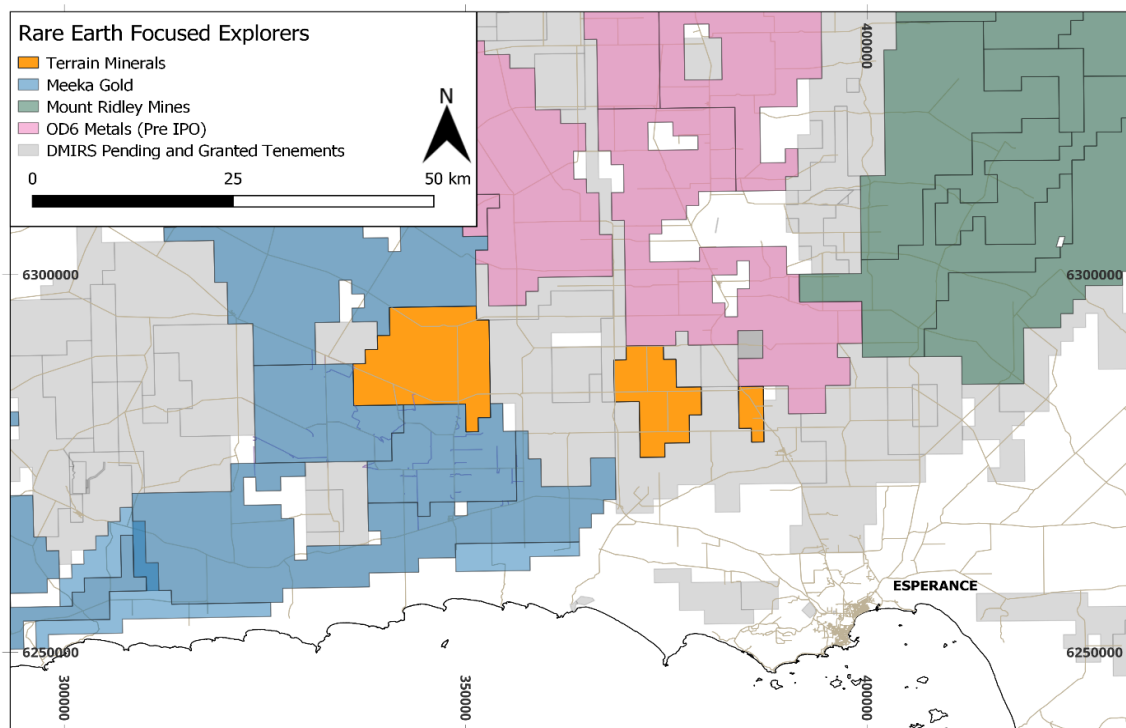 Rare Earth Focused Explorers
Terrain Minerals
Meeka Gold
Mount Ridley Mines
OD6 Metals (Pre IPO)
DMIRS Pending and Granted Tenements
N
0 25 50 km
400000
6300000 6300000
ESPERANCE
6250000 6250000
300000 350000 400000